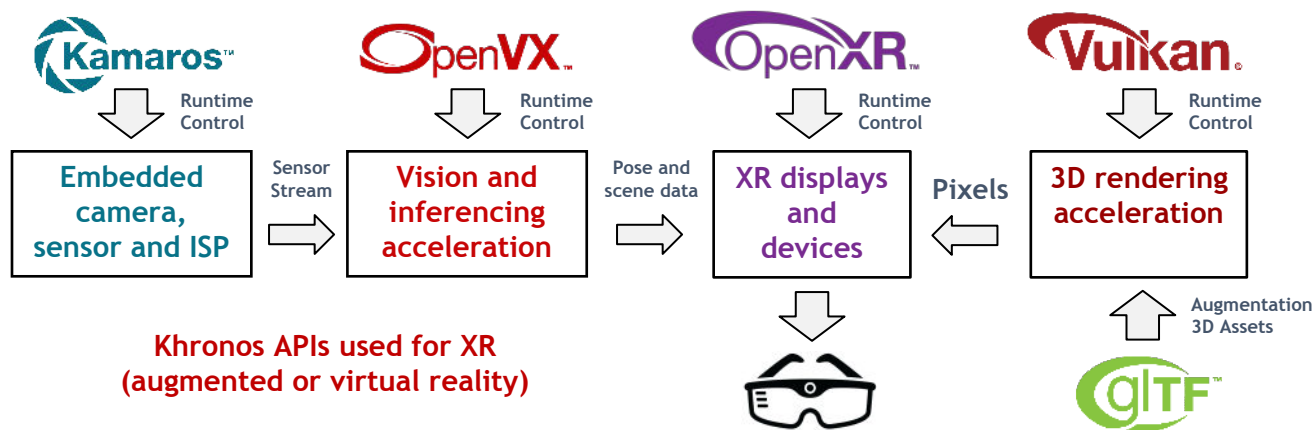 Kamaros™
OpenVX™
OpenXR™
Vulkan®
Runtime
Control
Runtime
Control
Runtime
Control
Runtime
Control
Embedded
camera,
sensor and ISP
Sensor
Stream
Vision and
inferencing
acceleration
Pose and
scene data
XR displays
and
devices
Pixels
3D rendering
acceleration
Augmentation
3D Assets
Khronos APIs used for XR
(augmented or virtual reality)
glTF™